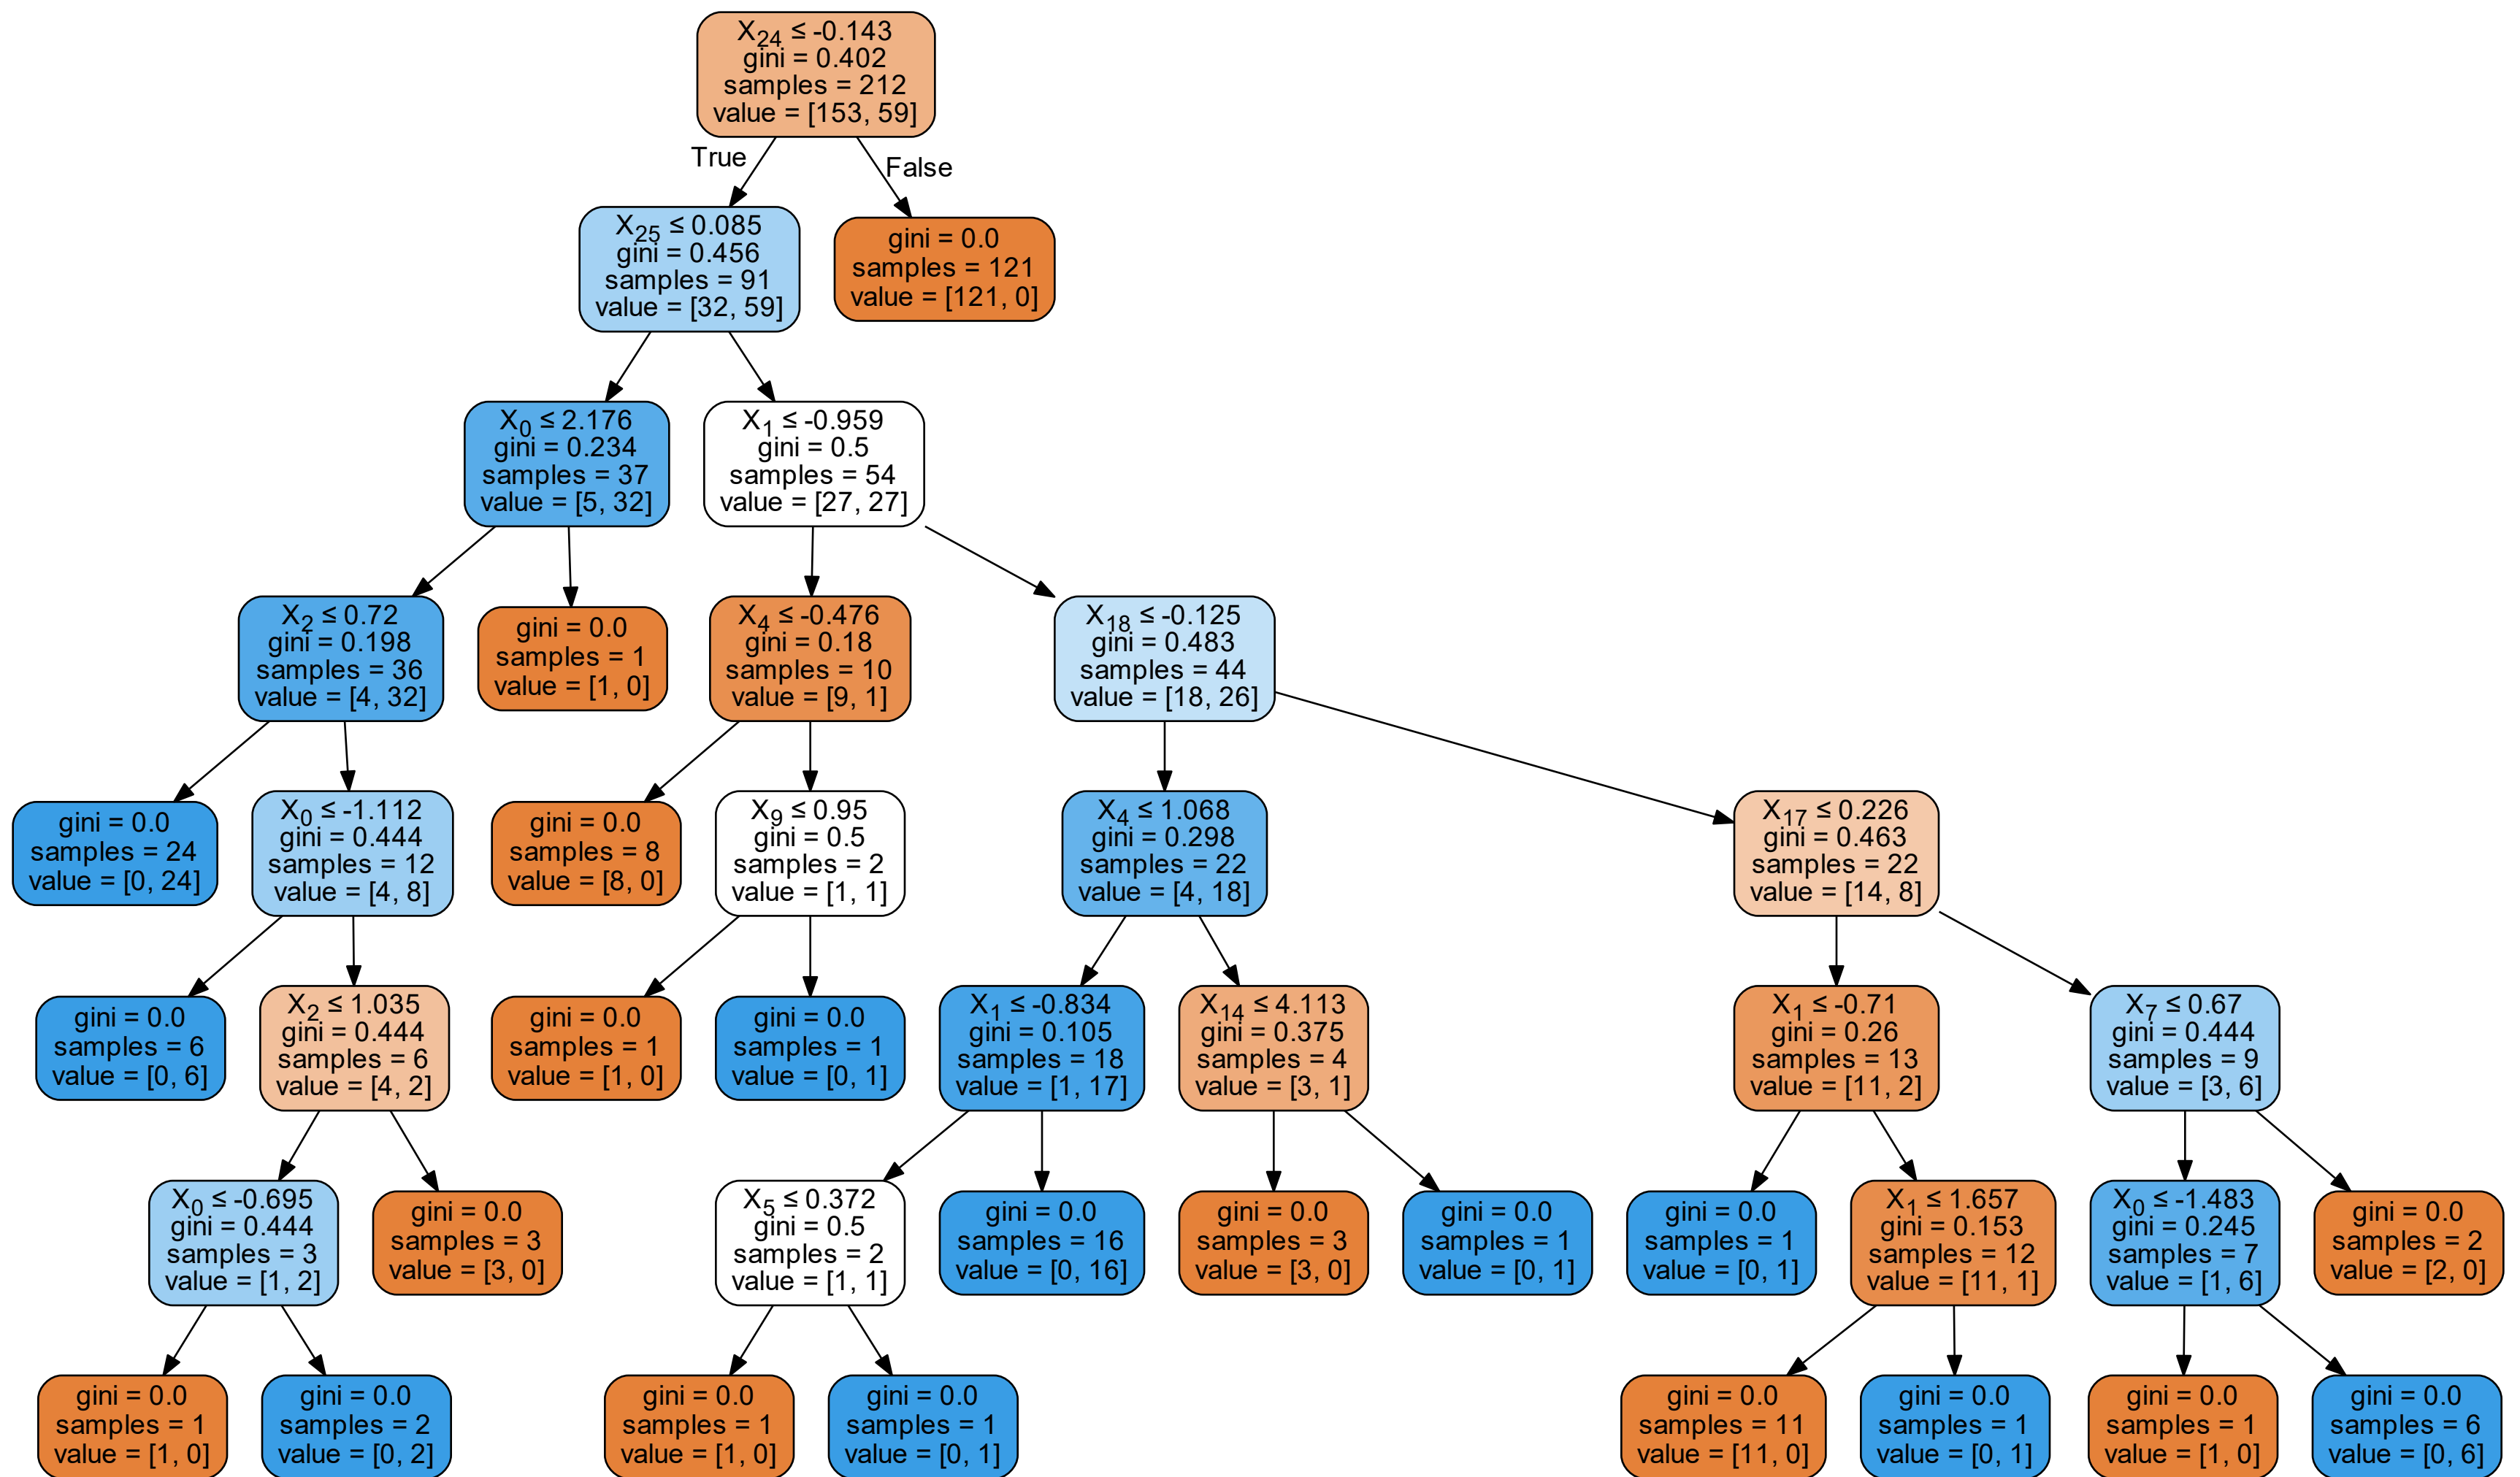 X24 ≤ -0.143
gini = 0.402
samples = 212
value = [153, 59]
True
False
X25 ≤ 0.085
gini = 0.456
samples = 91
value = [32, 59]
gini = 0.0
samples = 121
value = [121, 0]
X0 ≤ 2.176
gini = 0.234
samples = 37
value = [5, 32]
X1 ≤ -0.959
gini = 0.5
samples = 54
value = [27, 27]
X2 ≤ 0.72
gini = 0.198
samples = 36
value = [4, 32]
gini = 0.0
samples = 1
value = [1, 0]
X4 ≤ -0.476
gini = 0.18
samples = 10
value = [9, 1]
X18 ≤ -0.125
gini = 0.483
samples = 44
value = [18, 26]
gini = 0.0
samples = 24
value = [0, 24]
X0 ≤ -1.112
gini = 0.444
samples = 12
value = [4, 8]
gini = 0.0
samples = 8
value = [8, 0]
X9 ≤ 0.95
gini = 0.5
samples = 2
value = [1, 1]
X4 ≤ 1.068
gini = 0.298
samples = 22
value = [4, 18]
X17 ≤ 0.226
gini = 0.463
samples = 22
value = [14, 8]
gini = 0.0
samples = 6
value = [0, 6]
X2 ≤ 1.035
gini = 0.444
samples = 6
value = [4, 2]
gini = 0.0
samples = 1
value = [1, 0]
gini = 0.0
samples = 1
value = [0, 1]
X1 ≤ -0.834
gini = 0.105
samples = 18
value = [1, 17]
X14 ≤ 4.113
gini = 0.375
samples = 4
value = [3, 1]
X1 ≤ -0.71
gini = 0.26
samples = 13
value = [11, 2]
X7 ≤ 0.67
gini = 0.444
samples = 9
value = [3, 6]
X0 ≤ -0.695
gini = 0.444
samples = 3
value = [1, 2]
gini = 0.0
samples = 3
value = [3, 0]
X5 ≤ 0.372
gini = 0.5
samples = 2
value = [1, 1]
gini = 0.0
samples = 16
value = [0, 16]
gini = 0.0
samples = 3
value = [3, 0]
gini = 0.0
samples = 1
value = [0, 1]
gini = 0.0
samples = 1
value = [0, 1]
X1 ≤ 1.657
gini = 0.153
samples = 12
value = [11, 1]
X0 ≤ -1.483
gini = 0.245
samples = 7
value = [1, 6]
gini = 0.0
samples = 2
value = [2, 0]
gini = 0.0
samples = 1
value = [1, 0]
gini = 0.0
samples = 2
value = [0, 2]
gini = 0.0
samples = 1
value = [1, 0]
gini = 0.0
samples = 1
value = [0, 1]
gini = 0.0
samples = 11
value = [11, 0]
gini = 0.0
samples = 1
value = [0, 1]
gini = 0.0
samples = 1
value = [1, 0]
gini = 0.0
samples = 6
value = [0, 6]